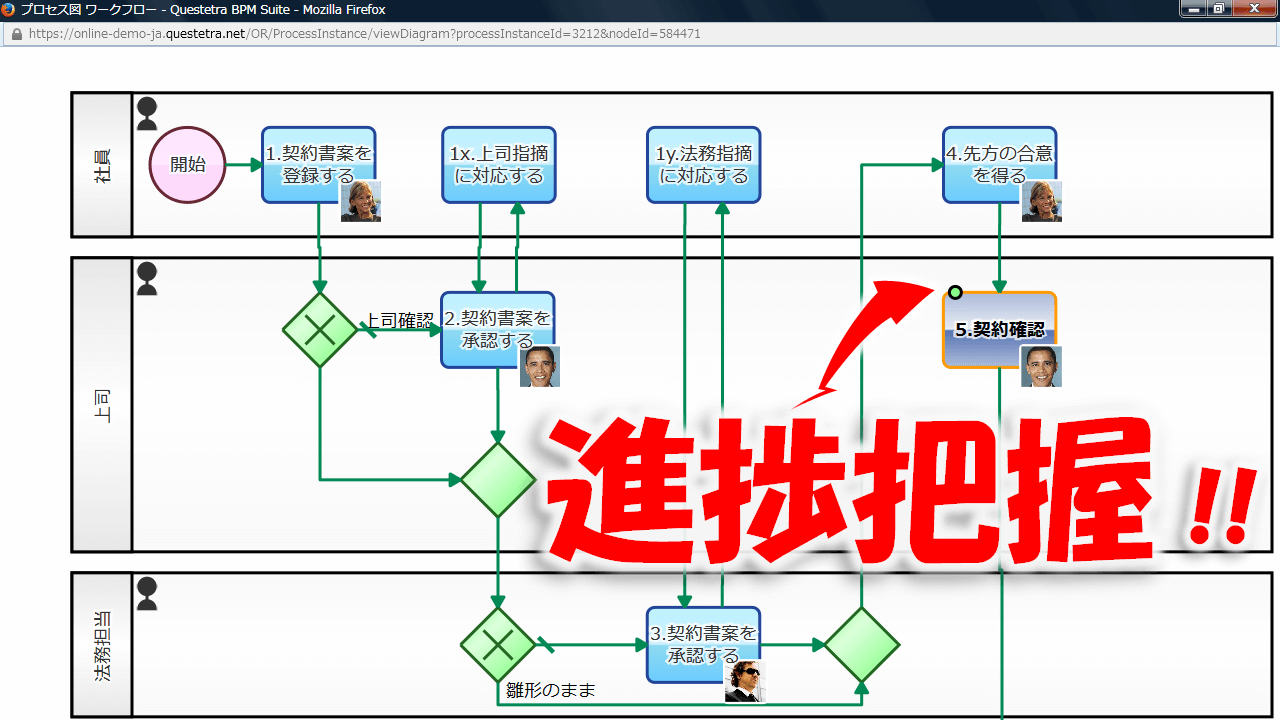 プロセス図 ワークフロー - Questetra BPM Suite - Mozilla Firefox
https://online-demo-ja.questetra.net/OR/ProcessInstance/viewDiagram?processInstanceId=3212&nodeId=584471
社員
開始
1.契約書案を
登録する
1x.上司指摘
に対応する
1y.法務指摘
に対応する
4.先方の合意
を得る
上司
上司確認
2.契約書案を
承認する
5.契約確認
進捗把握!!
法務担当
3.契約書案を
承認する
雛形のまま